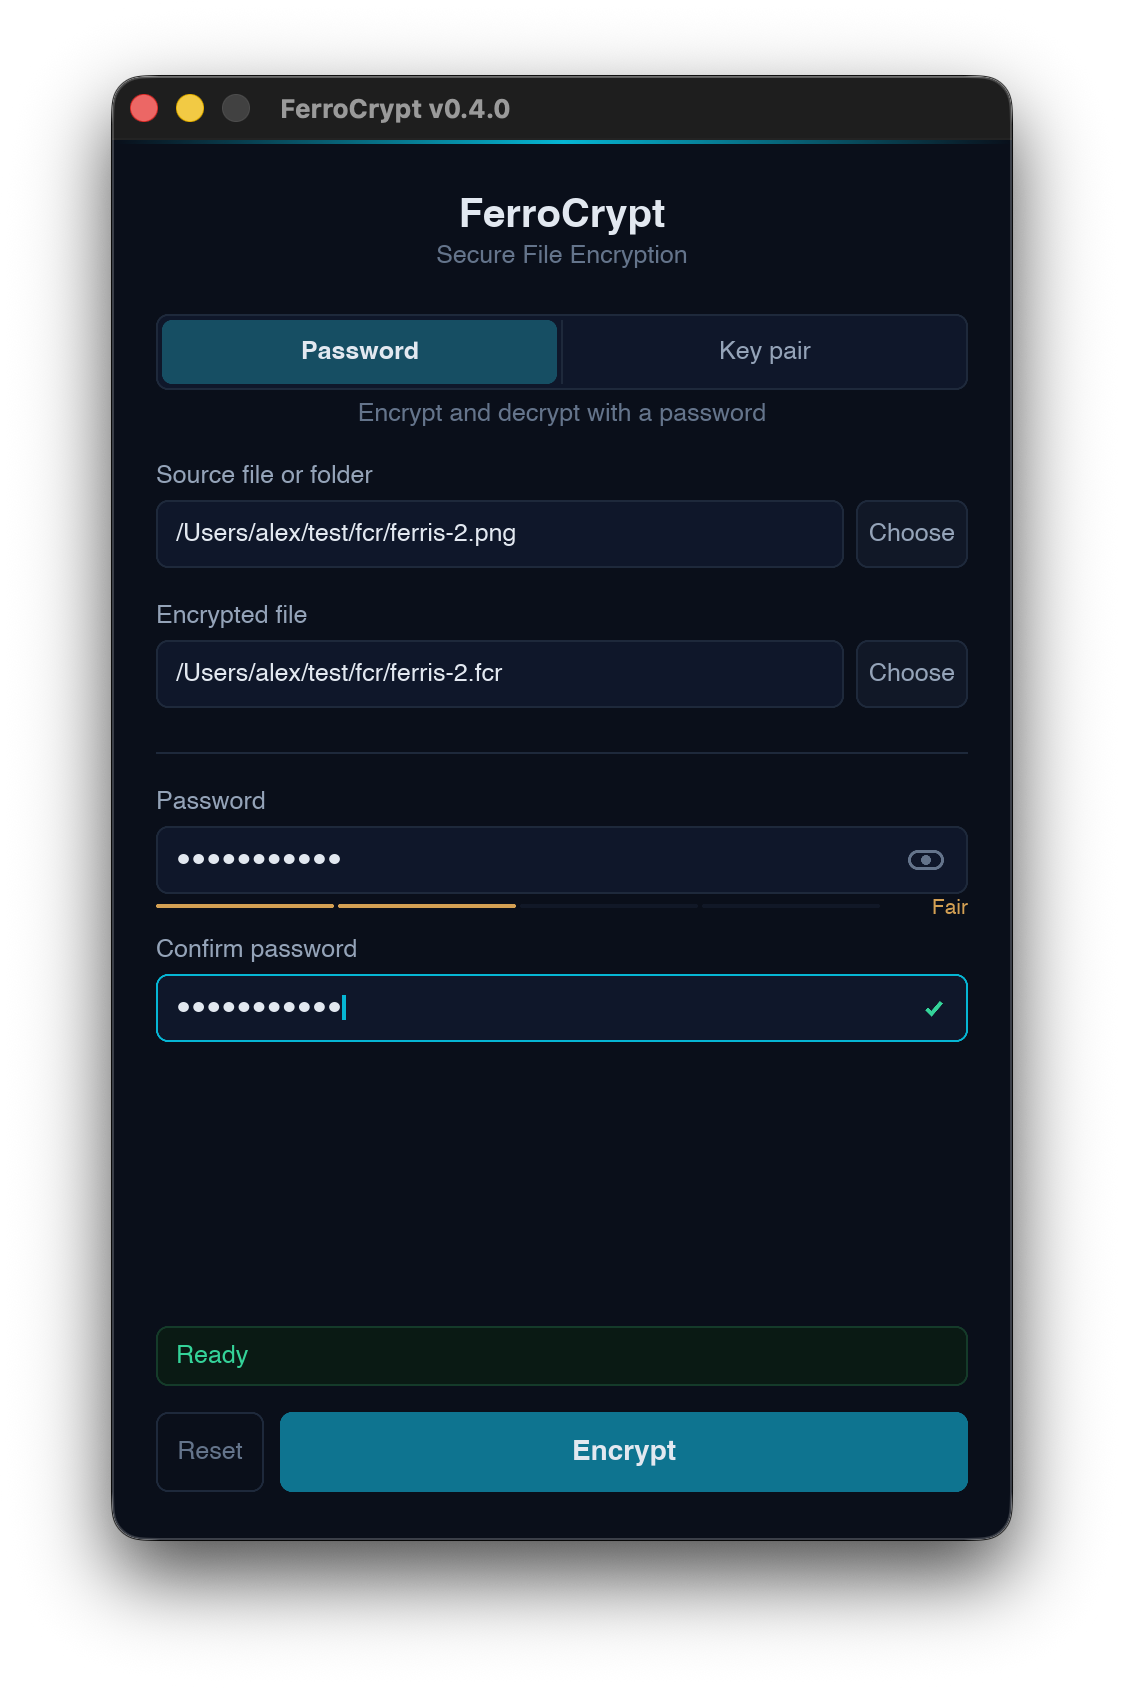 FerroCrypt v0.4.0
FerroCrypt
Secure File Encryption
Password
Key pair
Encrypt and decrypt with a password
Source file or folder
/Users/alex/test/fcr/ferris-2.png
Choose
Encrypted file
/Users/alex/test/fcr/ferris-2.fcr
Choose
Password
●●●●●●●●●●●
Fair
Confirm password
●●●●●●●●●●●
Ready
Reset
Encrypt